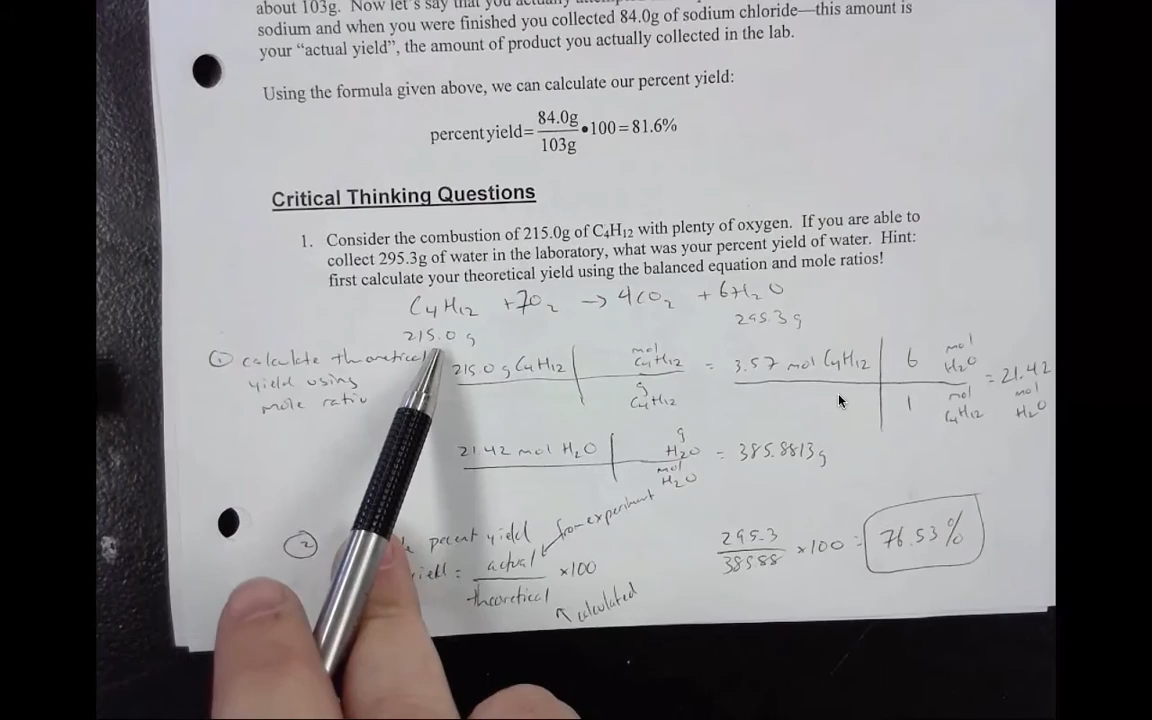 about 103g. Now let's say that you actually
sodium and when you were finished you collected 84.0g of sodium chloride—this amount is
your "actual yield", the amount of product you actually collected in the lab.
Using the formula given above, we can calculate our percent yield:
percent yield= 84.0g / 103g •100 = 81.6%
Critical Thinking Questions
1. Consider the combustion of 215.0g of C₄H₁₂ with plenty of oxygen. If you are able to
collect 295.3g of water in the laboratory, what was your percent yield of water. Hint:
first calculate your theoretical yield using the balanced equation and mole ratios!
C₄H₁₂ + 7O₂ → 4CO₂ + 6H₂O
215.0 g 295.3 g
① calculate theoretical
yield using
mole ratio
215.0 g C₄H₁₂ | mol C₄H₁₂ / g C₄H₁₂ = 3.57 mol C₄H₁₂ | 6 mol H₂O / 1 mol C₄H₁₂ = 21.42 mol H₂O
21.42 mol H₂O | g H₂O / mol H₂O = 385.8813 g
② percent yield
yield = actual / theoretical ×100
from experiment
calculated
295.3 / 385.88 ×100 = 76.53%